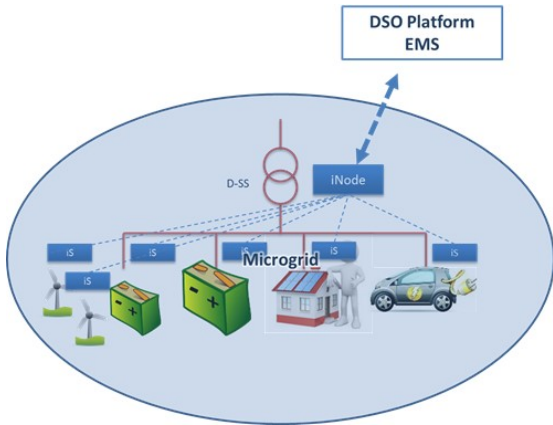 DSO Platform
EMS
D-SS
iNode
iS
iS
iS
iS
iS
iS
Microgrid